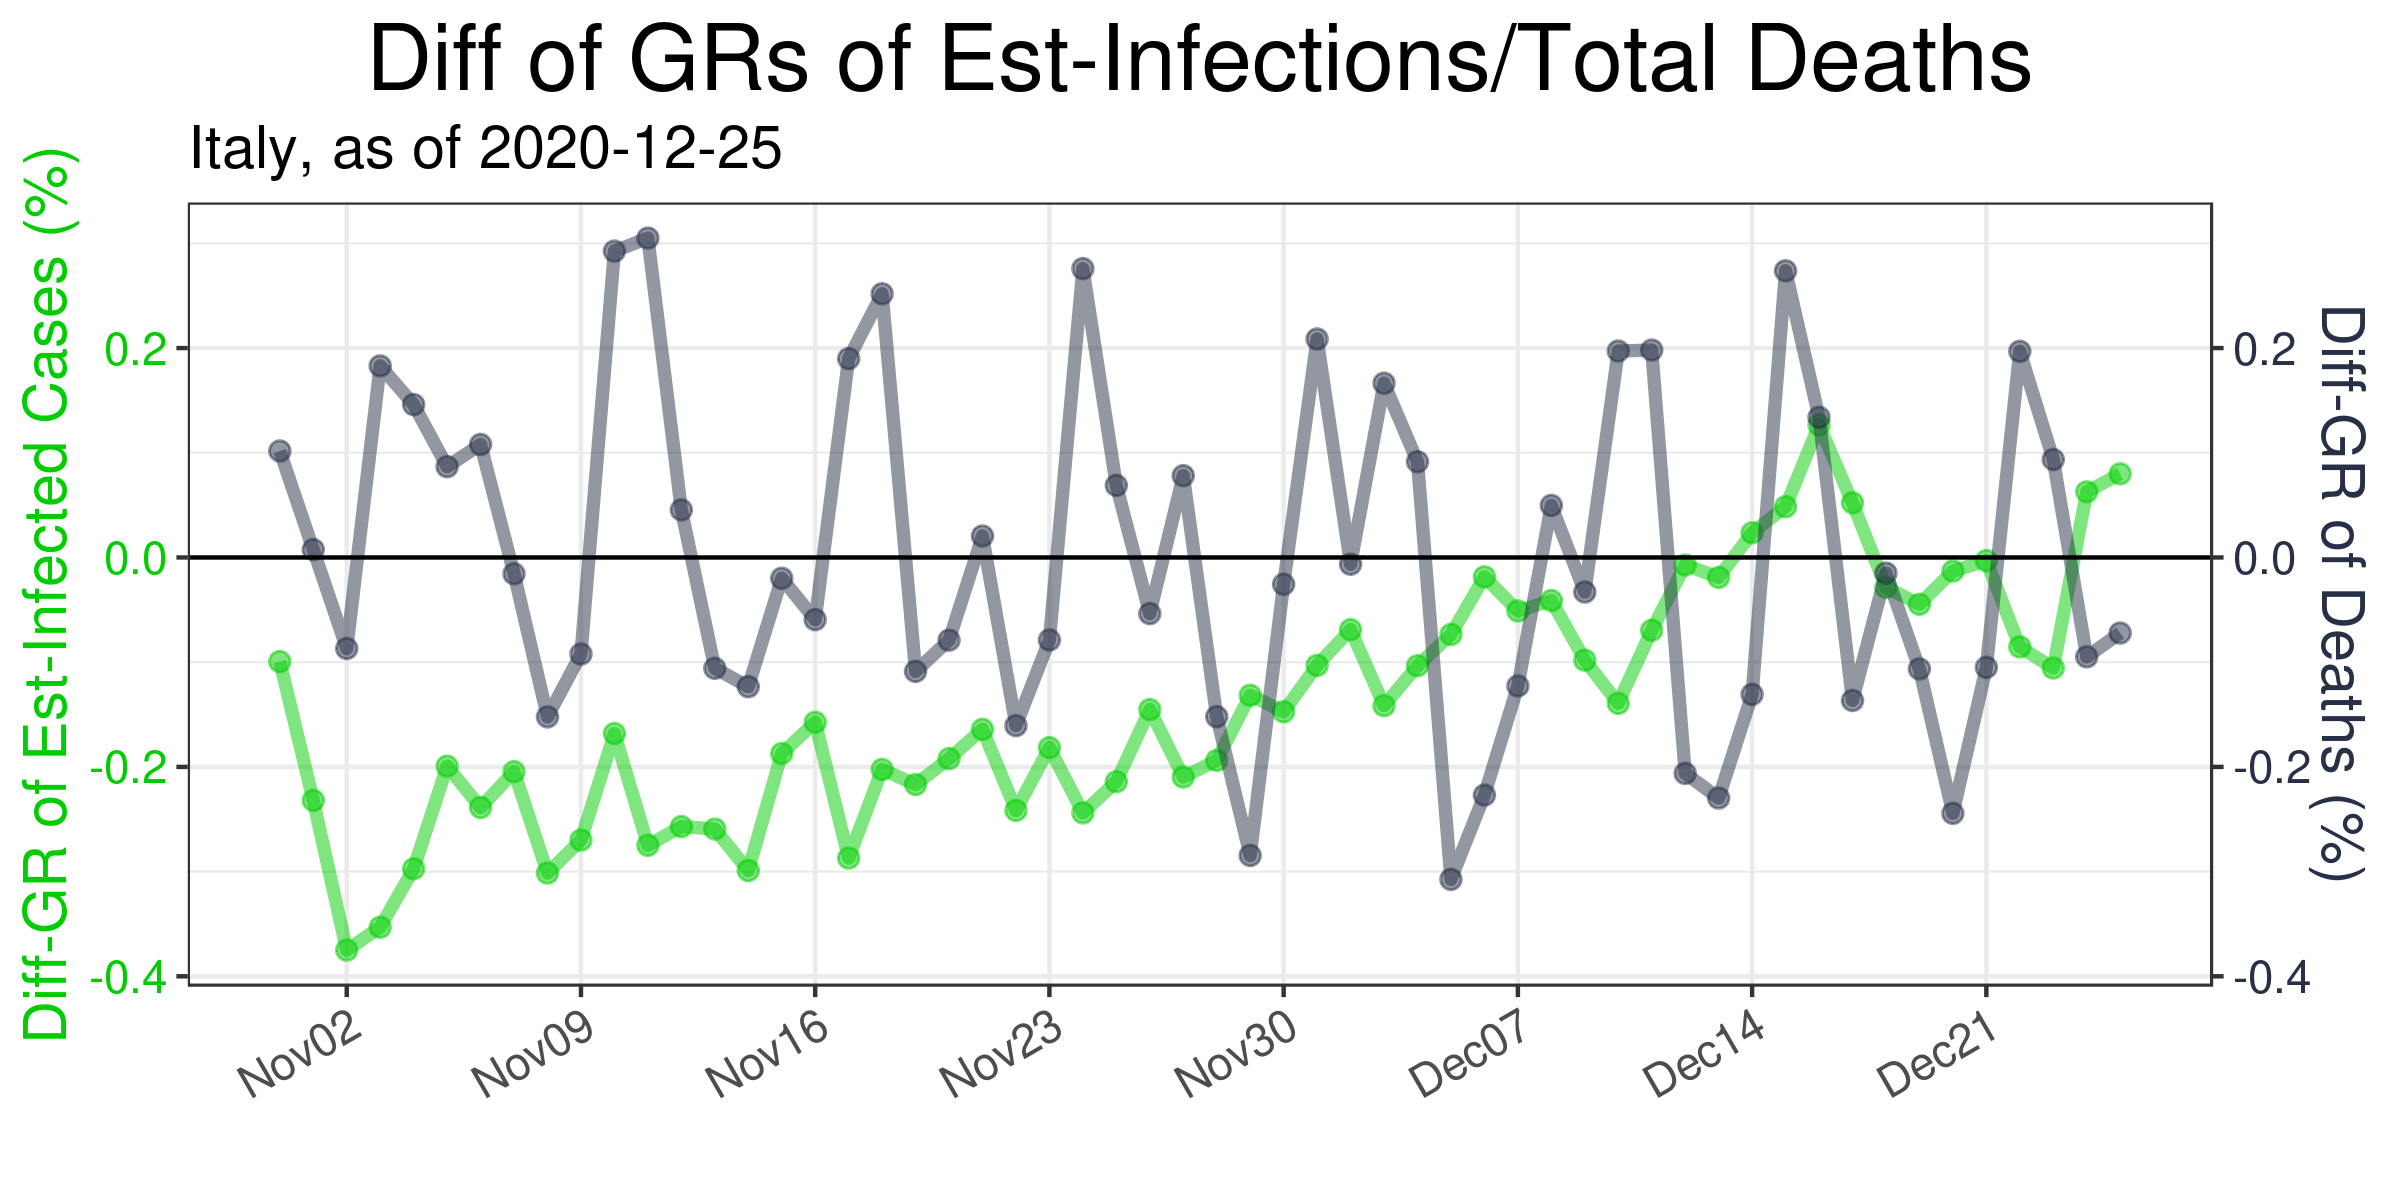 Diff of GRs of Est-Infections/Total Deaths
Italy, as of 2020-12-25
Diff-GR of Est-Infected Cases (%)
0.2
0.0
-0.2
-0.4
0.2
0.0
-0.2
-0.4
Diff-GR of Deaths (%)
Nov02
Nov09
Nov16
Nov23
Nov30
Dec07
Dec14
Dec21